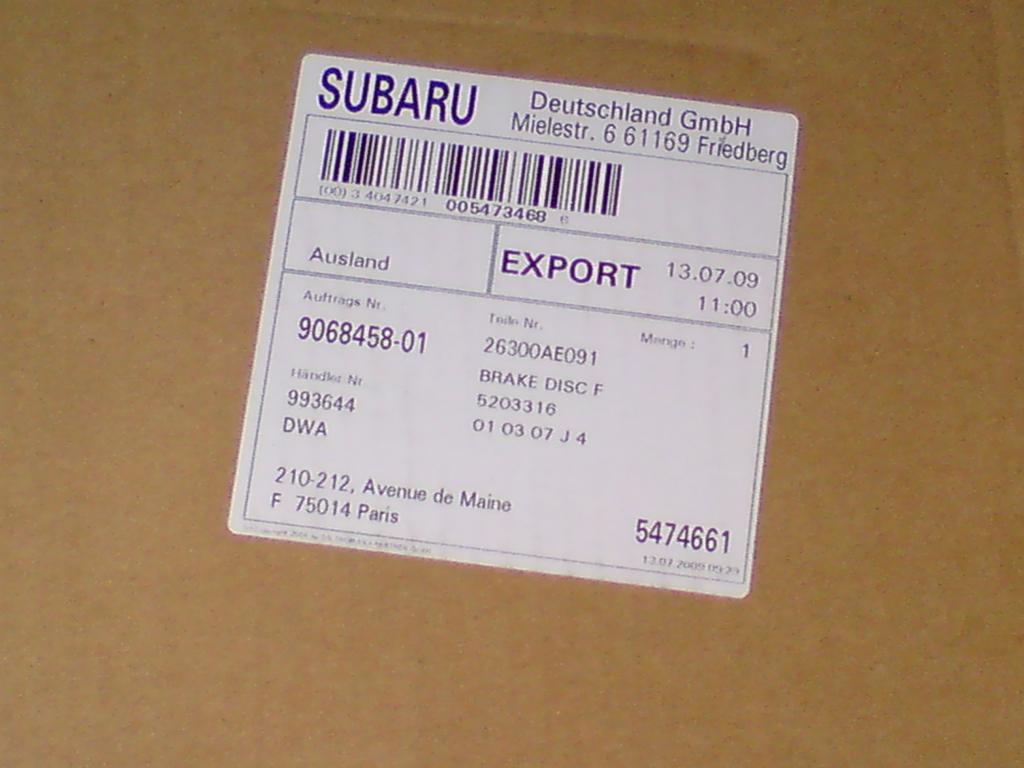 SUBARU Deutschland GmbH
Mielestr. 6 61169 Friedberg
(00) 3 4047421 005473468 6
Ausland
EXPORT 13.07.09
11:00
Auftrags Nr.
9068458-01
Teile Nr.
26300AE091
Menge : 1
BRAKE DISC F
5203316
01 03 07 J 4
Händler Nr
993644
DWA
210-212, Avenue de Maine
F 75014 Paris
5474661
13.07.2009 09:29